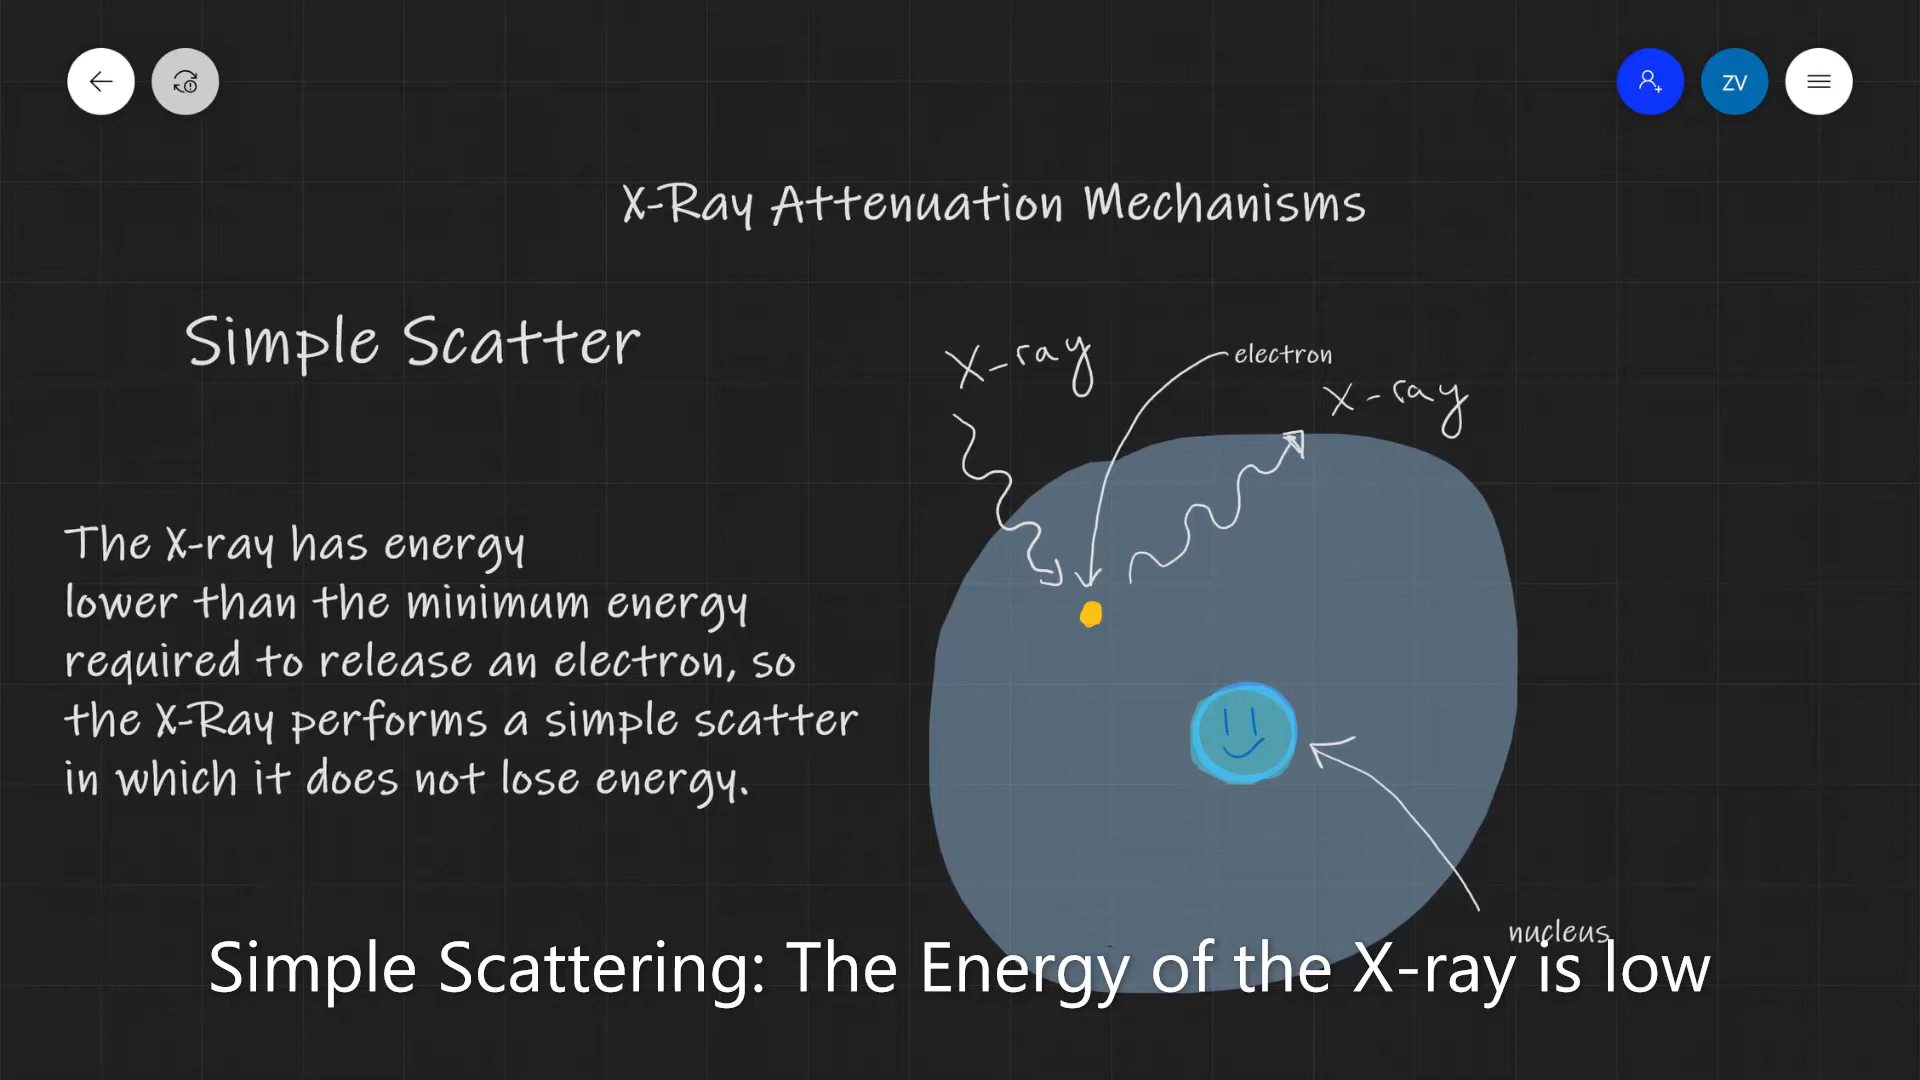 ZV
X-Ray Attenuation Mechanisms
Simple Scatter
X-ray
electron
X-ray
The X-ray has energy
lower than the minimum energy
required to release an electron, so
the X-Ray performs a simple scatter
in which it does not lose energy.
nucleus
Simple Scattering: The Energy of the X-ray is low